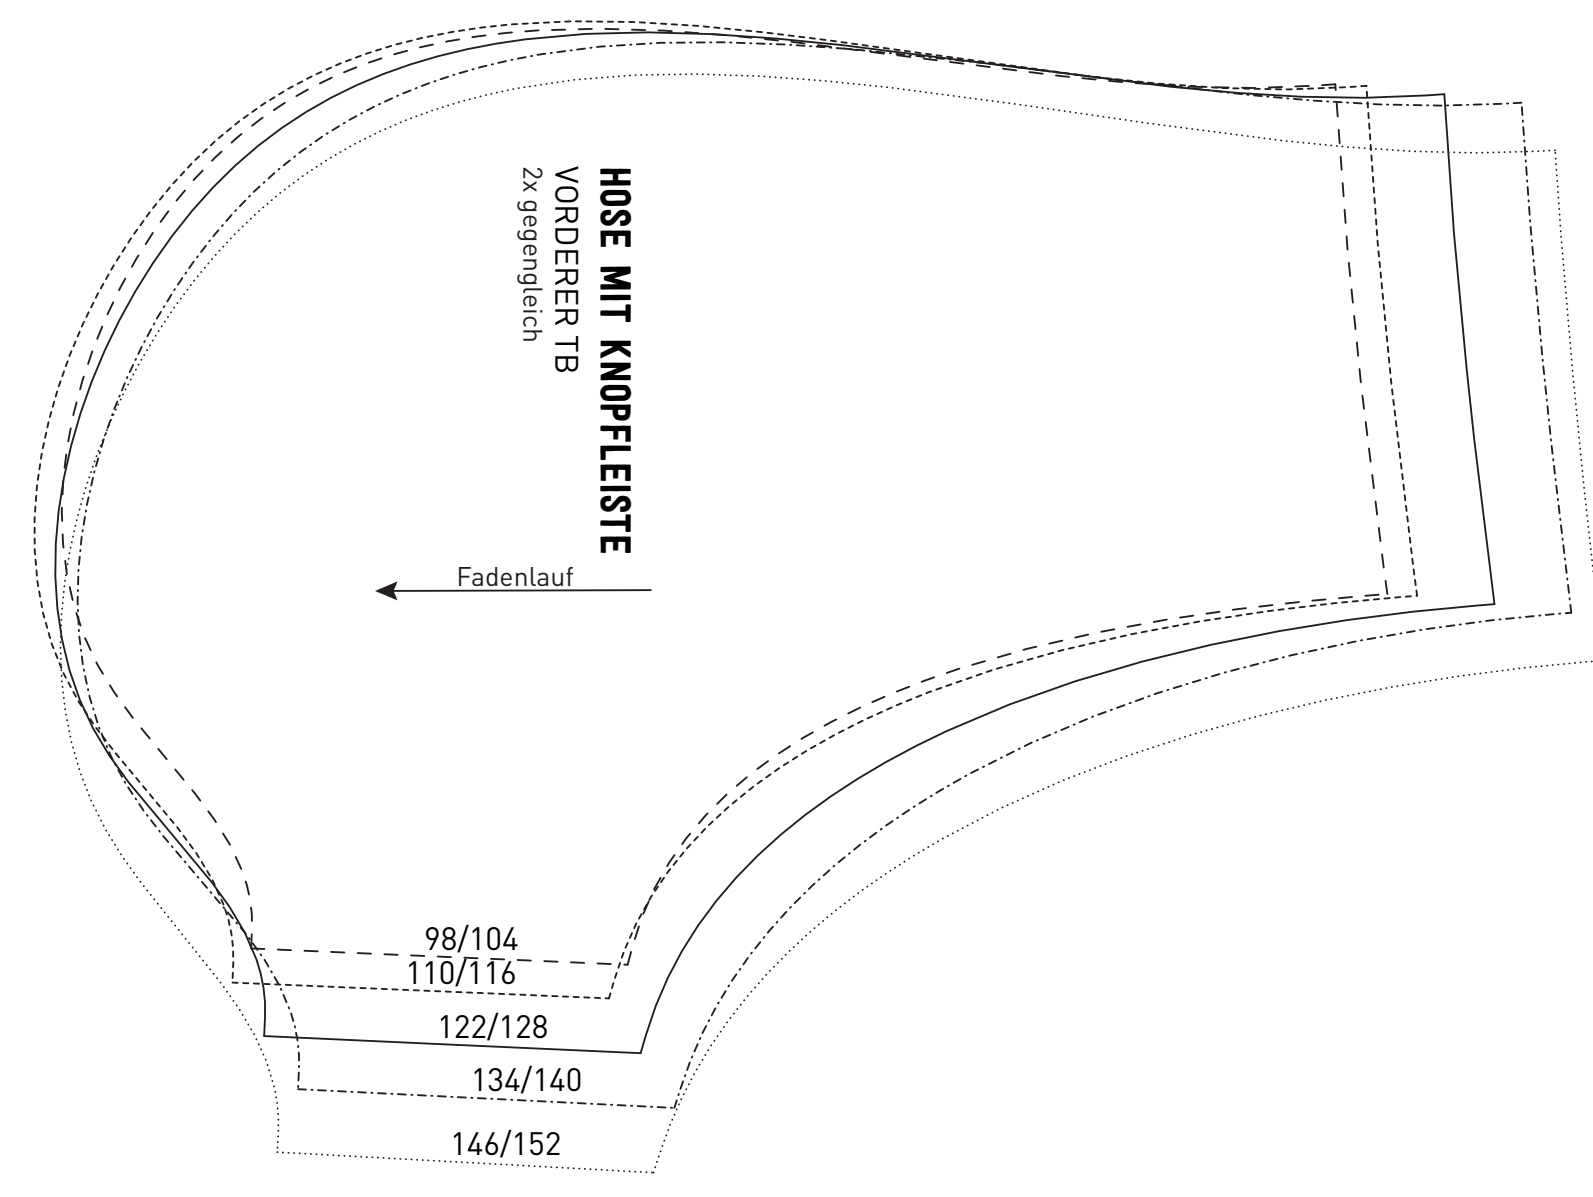 HOSE MIT KNOPFLEISTE
VORDERER TB
2x gegengleich
Fadenlauf
98/104
110/116
122/128
134/140
146/152